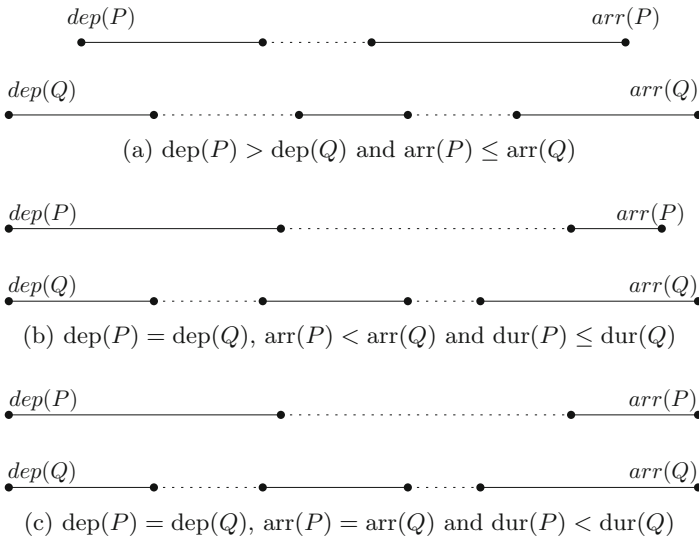 dep(P) arr(P)
dep(Q) arr(Q)
(a) dep(P) > dep(Q) and arr(P) ≤ arr(Q)
dep(P) arr(P)
dep(Q) arr(Q)
(b) dep(P) = dep(Q), arr(P) < arr(Q) and dur(P) ≤ dur(Q)
dep(P) arr(P)
dep(Q) arr(Q)
(c) dep(P) = dep(Q), arr(P) = arr(Q) and dur(P) < dur(Q)